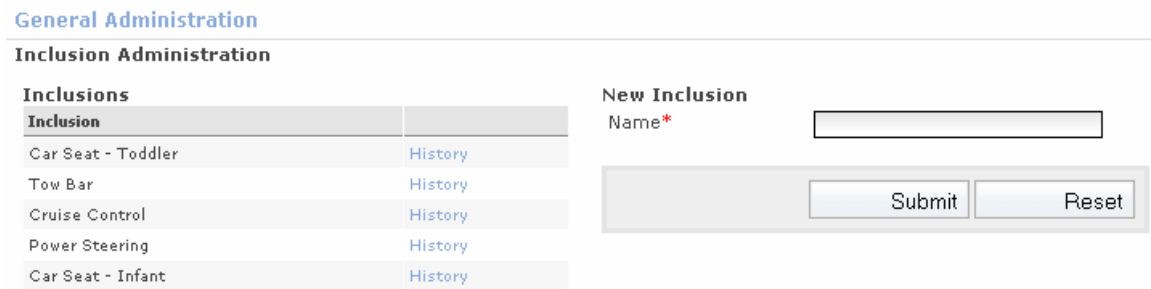 General Administration
Inclusion Administration
Inclusions
Inclusion
Car Seat - Toddler History
Tow Bar History
Cruise Control History
Power Steering History
Car Seat - Infant History
New Inclusion
Name*
Submit Reset